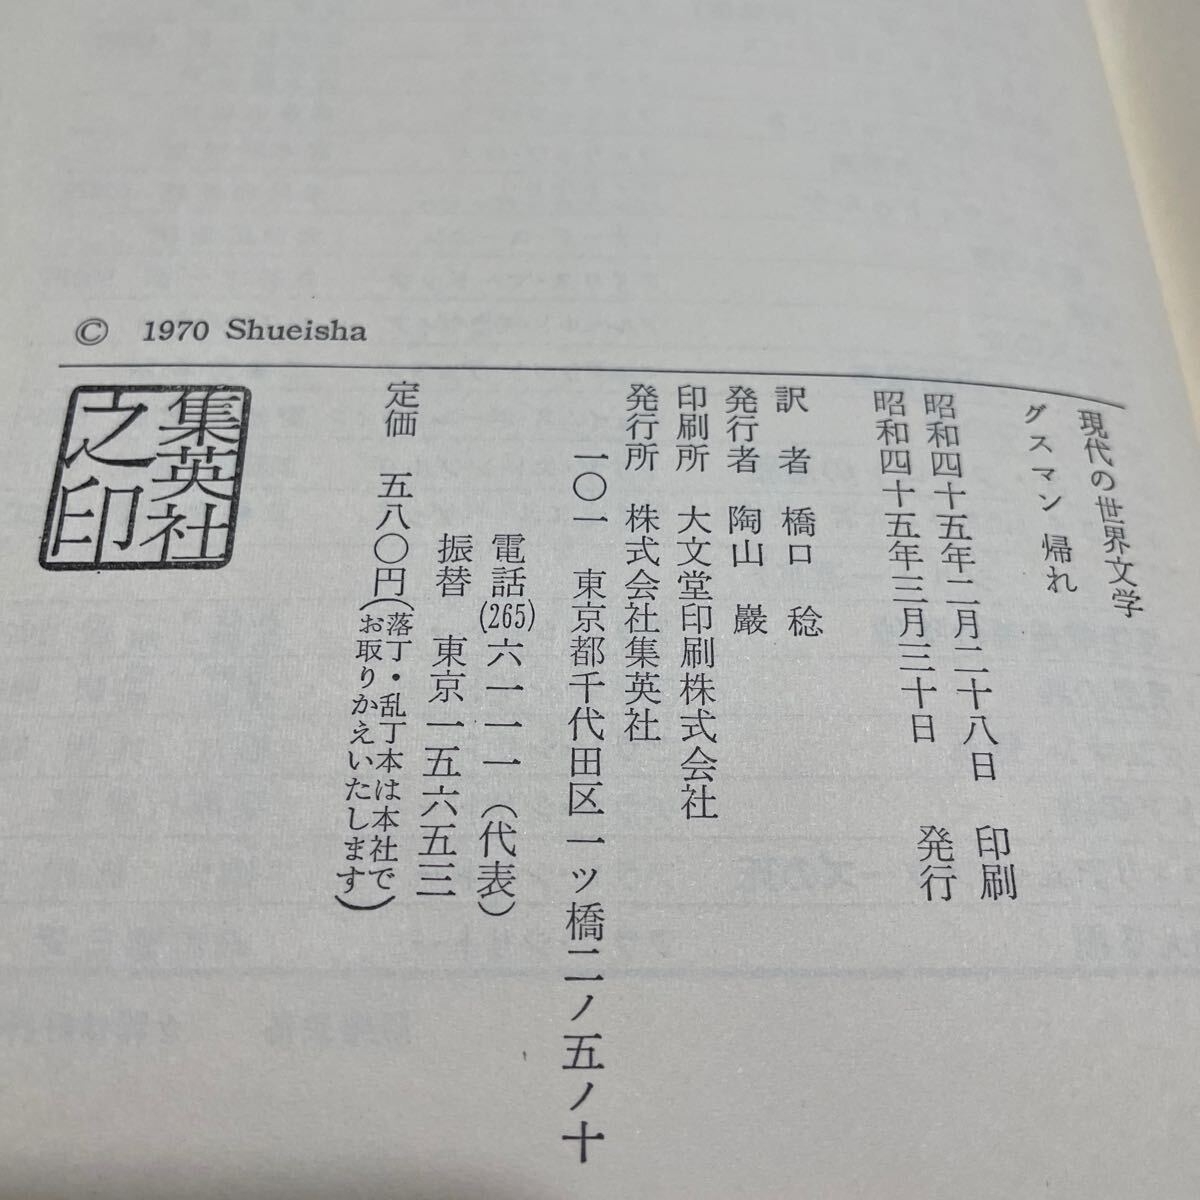 現代の世界文学
グスマン 帰れ
昭和四十五年二月二十八日 印刷
昭和四十五年三月三十日 発行
訳者 橋口 稔
発行者 陶山 巖
印刷所 大文堂印刷株式会社
発行所 株式会社集英社
一〇一 東京都千代田区一ツ橋二ノ五ノ十
電話(265)六一一一(代表)
振替 東京一五六五三
定価 五八〇円(落丁・乱丁本は本社でお取りかえいたします)
© 1970 Shueisha
集英社
之印